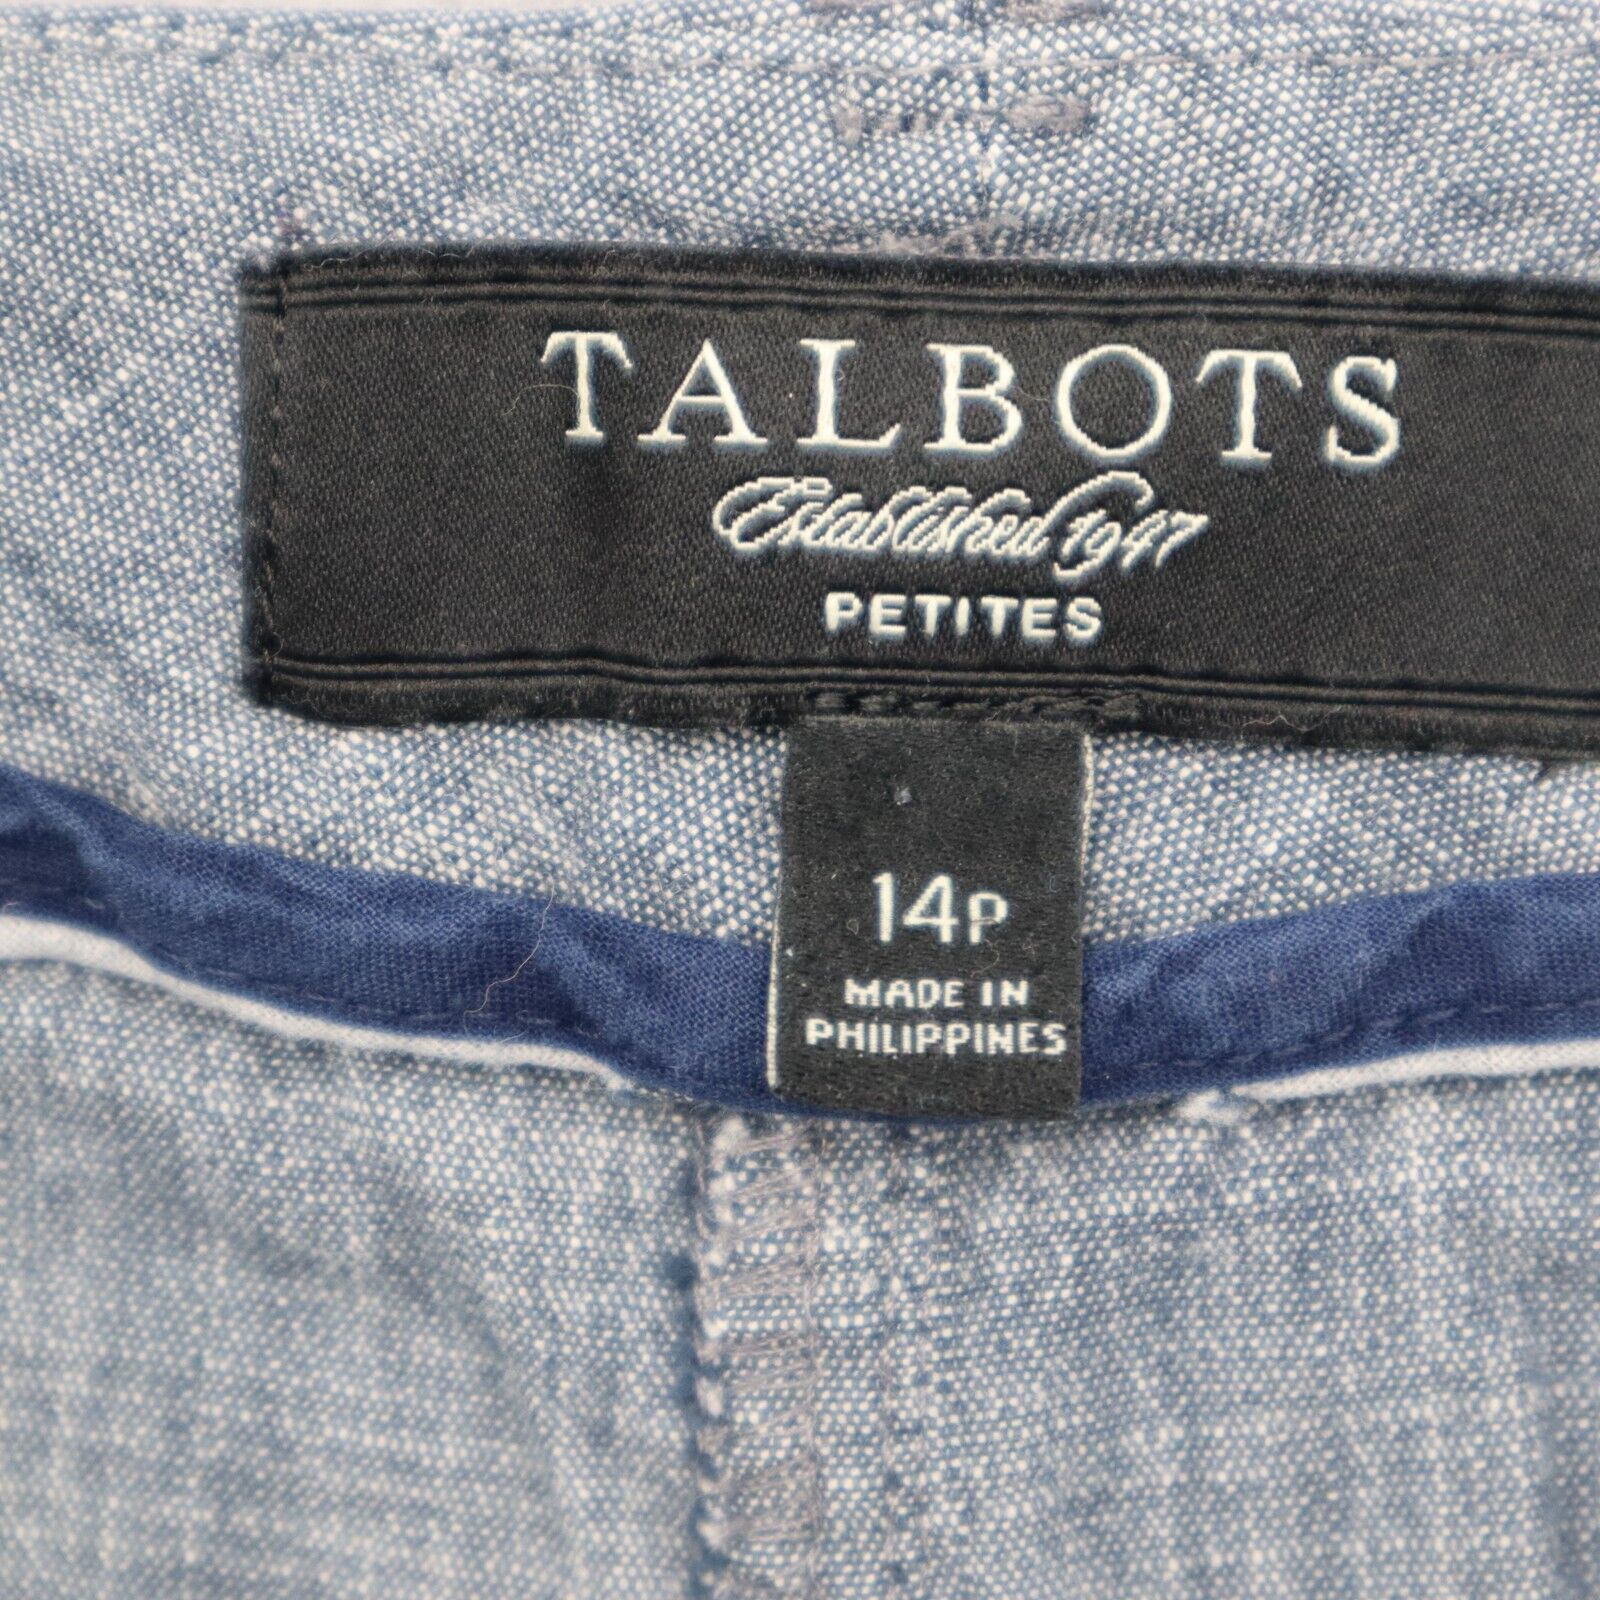 TALBOTS
Established 1947
PETITES
14P
MADE IN
PHILIPPINES